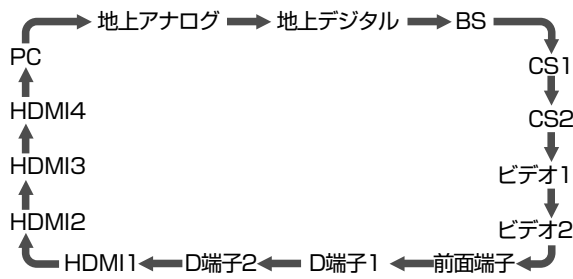 地上アナログ
地上デジタル
BS
CS1
CS2
ビデオ1
ビデオ2
前面端子
D端子1
D端子2
HDMI1
HDMI2
HDMI3
HDMI4
PC